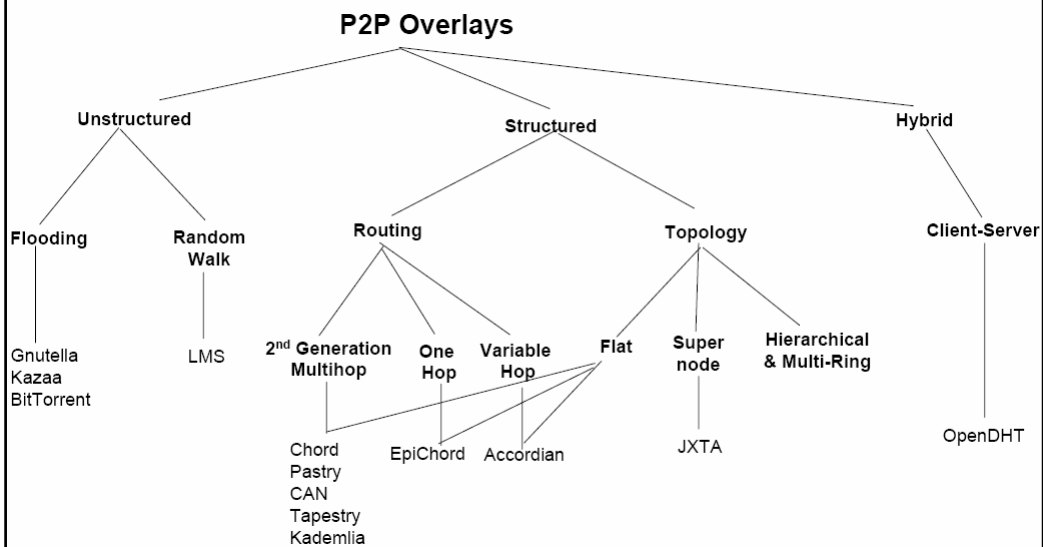 P2P Overlays
Unstructured
Structured
Hybrid
Flooding
Random
Walk
Routing
Topology
Client-Server
2nd Generation
Multihop
One
Hop
Variable
Hop
Flat
Super
node
Hierarchical
& Multi-Ring
Gnutella
Kazaa
BitTorrent
LMS
Chord
Pastry
CAN
Tapestry
Kademlia
EpiChord
Accordian
JXTA
OpenDHT